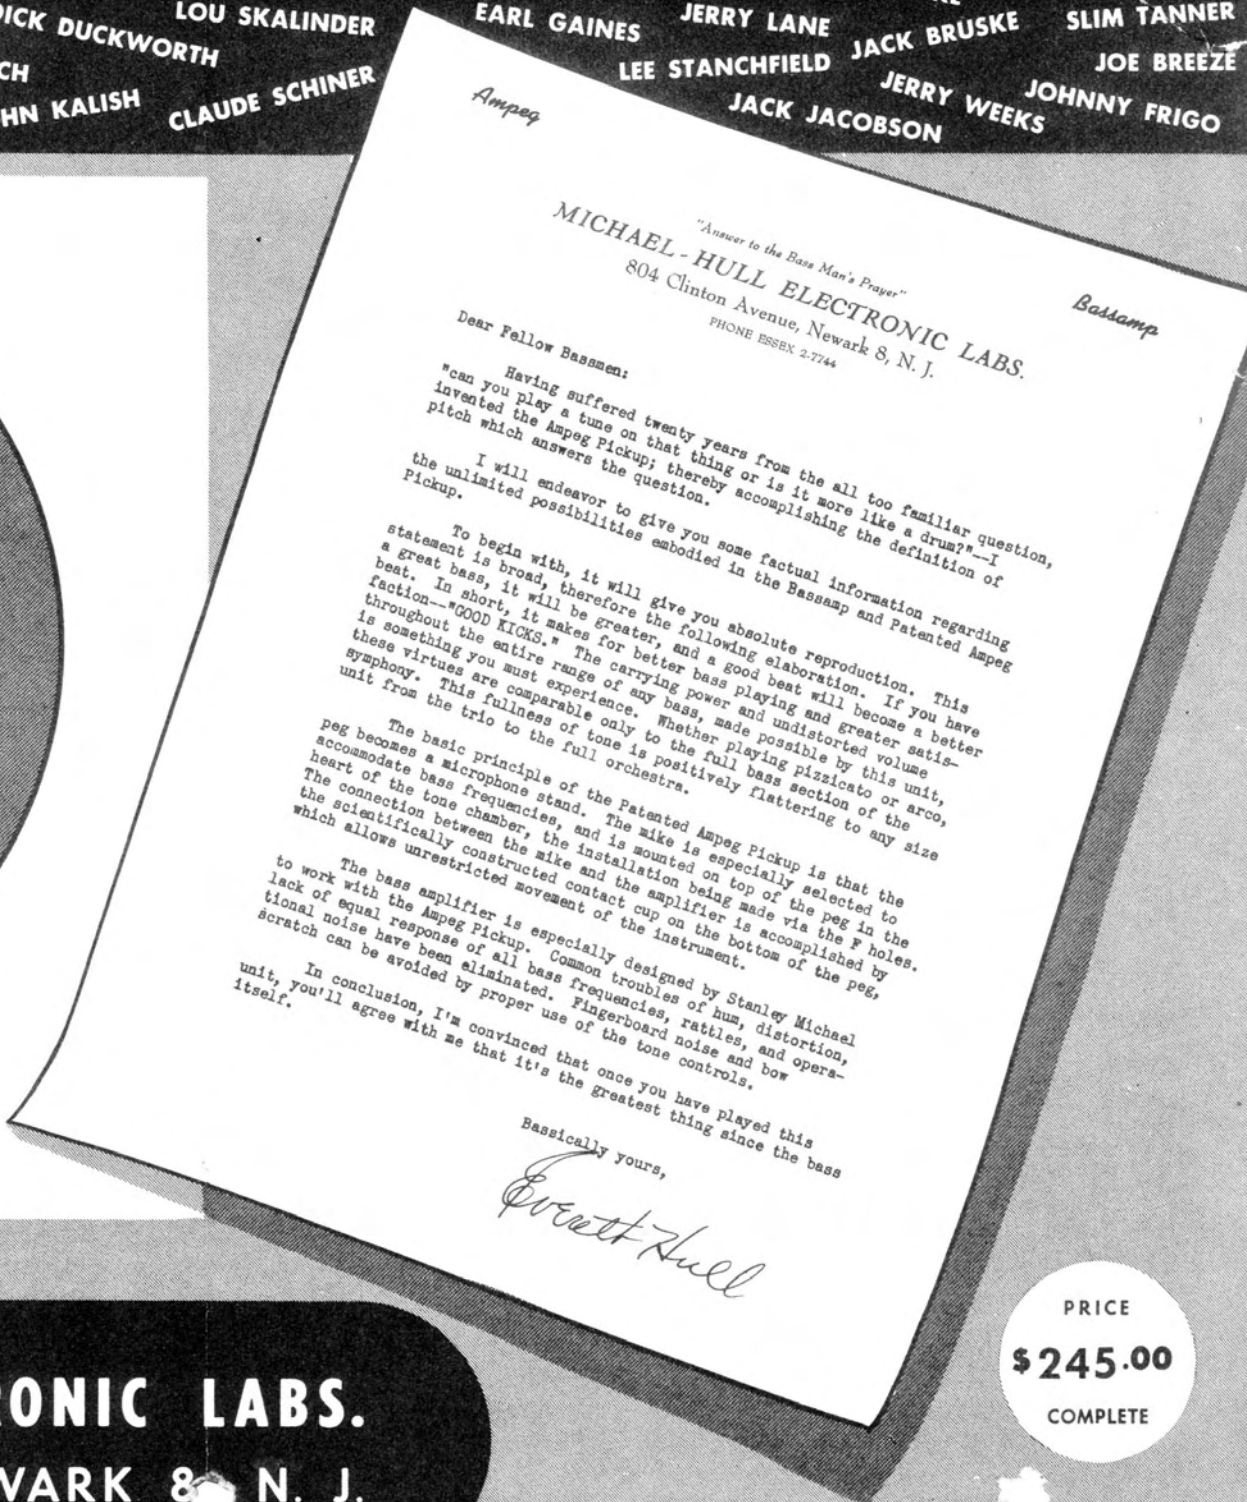 DICK DUCKWORTH
LOU SKALINDER
EARL GAINES
JERRY LANE
JACK BRUSKE
SLIM TANNER
CH
LEE STANCHFIELD
JOE BREEZE
HN KALISH
CLAUDE SCHINER
JERRY WEEKS
JOHNNY FRIGO
JACK JACOBSON
Ampeg
Bassamp
"Answer to the Bass Man's Prayer"
MICHAEL-HULL ELECTRONIC LABS.
804 Clinton Avenue, Newark 8, N. J.
PHONE ESSEX 2-7744
Dear Fellow Bassmen:
Having suffered twenty years from the all too familiar question,
"can you play a tune on that thing or is it more like a drum?"--I
invented the Ampeg Pickup; thereby accomplishing the definition of
pitch which answers the question.
I will endeavor to give you some factual information regarding
the unlimited possibilities embodied in the Bassamp and Patented Ampeg
Pickup.
To begin with, it will give you absolute reproduction. This
statement is broad, therefore the following elaboration. If you have
a great bass, it will be greater, and a good beat will become a better
beat. In short, it makes for better bass playing and greater satis-
faction--"GOOD KICKS." The carrying power and undistorted volume
throughout the entire range of any bass, made possible by this unit,
is something you must experience. Whether playing pizzicato or arco,
these virtues are comparable only to the full bass section of the
symphony. This fullness of tone is positively flattering to any size
unit from the trio to the full orchestra.
The basic principle of the Patented Ampeg Pickup is that the
peg becomes a microphone stand. The mike is especially selected to
accommodate bass frequencies, and is mounted on top of the peg in the
heart of the tone chamber, the installation being made via the F holes.
The connection between the mike and the amplifier is accomplished by
the scientifically constructed contact cup on the bottom of the peg,
which allows unrestricted movement of the instrument.
The bass amplifier is especially designed by Stanley Michael
to work with the Ampeg Pickup. Common troubles of hum, distortion,
lack of equal response of all bass frequencies, rattles, and opera-
tional noise have been eliminated. Fingerboard noise and bow
scratch can be avoided by proper use of the tone controls.
In conclusion, I'm convinced that once you have played this
unit, you'll agree with me that it's the greatest thing since the bass
itself.
Bassically yours,
Everett Hull
PRICE
$245.00
COMPLETE
RONIC LABS.
WARK 8, N. J.